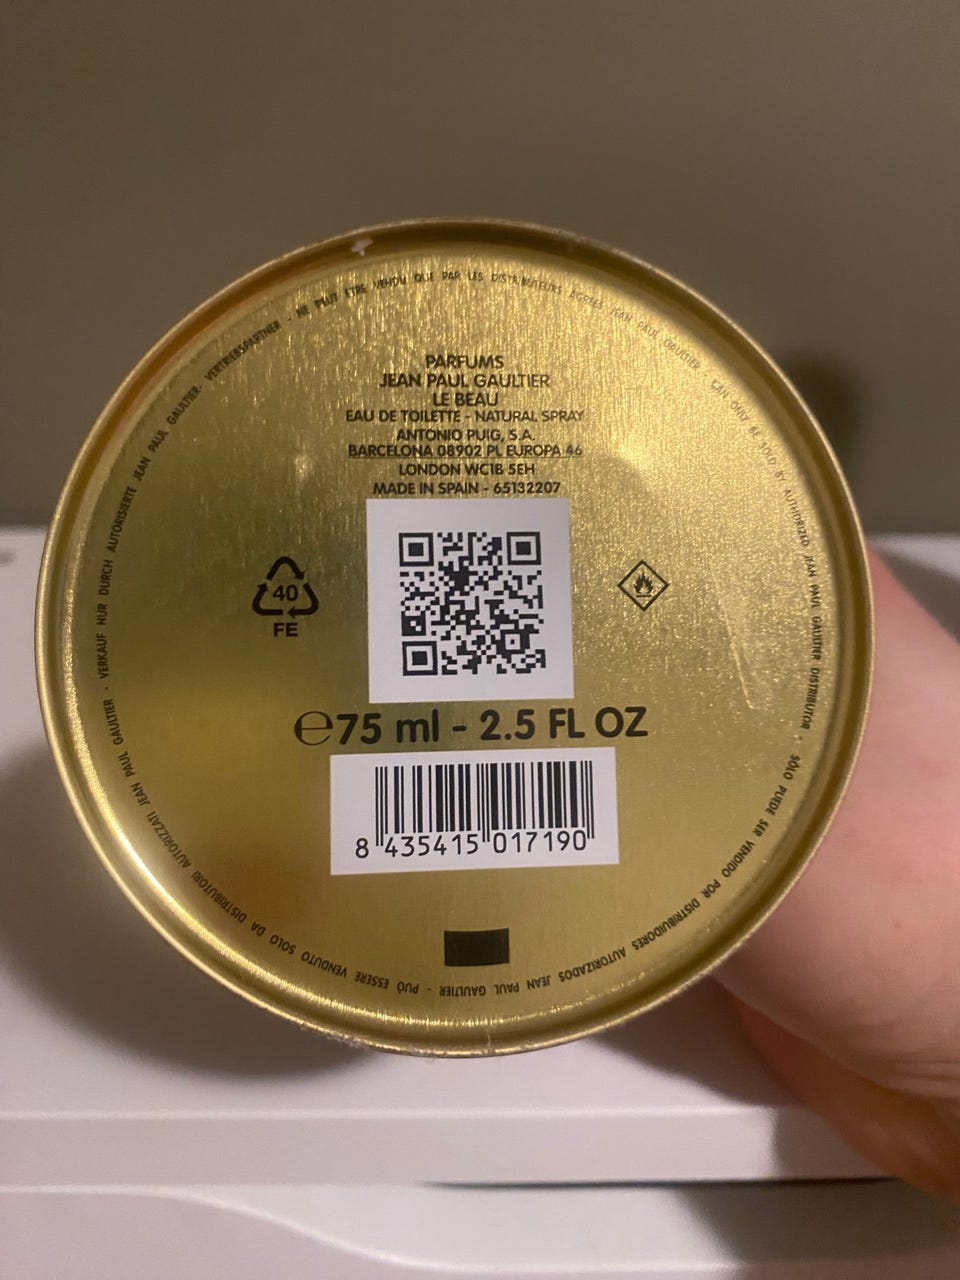 PARFUMS
JEAN PAUL GAULTIER
LE BEAU
EAU DE TOILETTE - NATURAL SPRAY
ANTONIO PUIG, S.A.
BARCELONA 08902 PL EUROPA 46
LONDON WC1B 5EH
MADE IN SPAIN - 65132207
40
FE
e75 ml - 2.5 FL OZ
8 435415 017190
NE PEUT ETRE VENDU QUE PAR LES DISTRIBUTEURS AGREES JEAN PAUL GAULTIER - CAN ONLY BE SOLD BY AUTHORIZED JEAN PAUL GAULTIER DISTRIBUTOR - SÓLO PUEDE SER VENDIDO POR DISTRIBUIDORES AUTORIZADOS JEAN PAUL GAULTIER - PUÒ ESSERE VENDUTO SOLO DA DISTRIBUTORI AUTORIZZATI JEAN PAUL GAULTIER - VERKAUF NUR DURCH AUTORISIERTE JEAN PAUL GAULTIER- VERTRIEBSPARTNER -